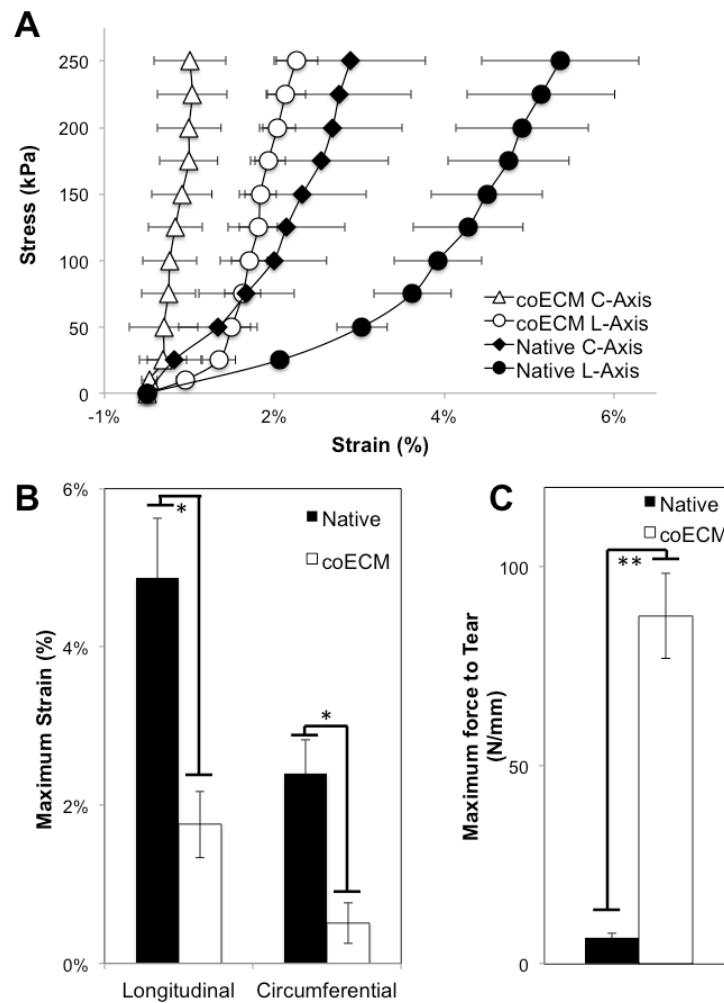 A
Stress (kPa)
250
200
150
100
50
0
-1%
2%
4%
6%
Strain (%)
coECM C-Axis
coECM L-Axis
Native C-Axis
Native L-Axis
B
Maximum Strain (%)
6%
4%
2%
0%
*
*
Native
coECM
Longitudinal
Circumferential
C
Maximum force to Tear
(N/mm)
100
50
0
**
Native
coECM